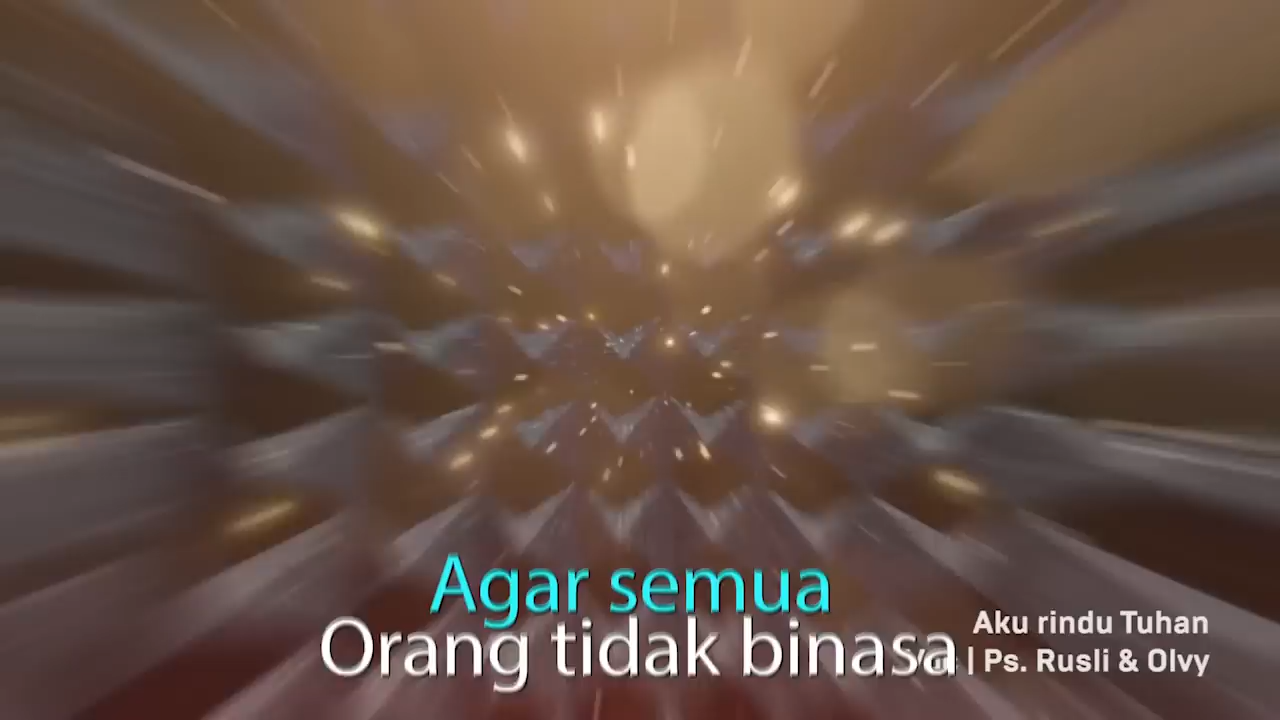 Agar semua
Orang tidak binasa
Aku rindu Tuhan
| Ps. Rusli & Olvy